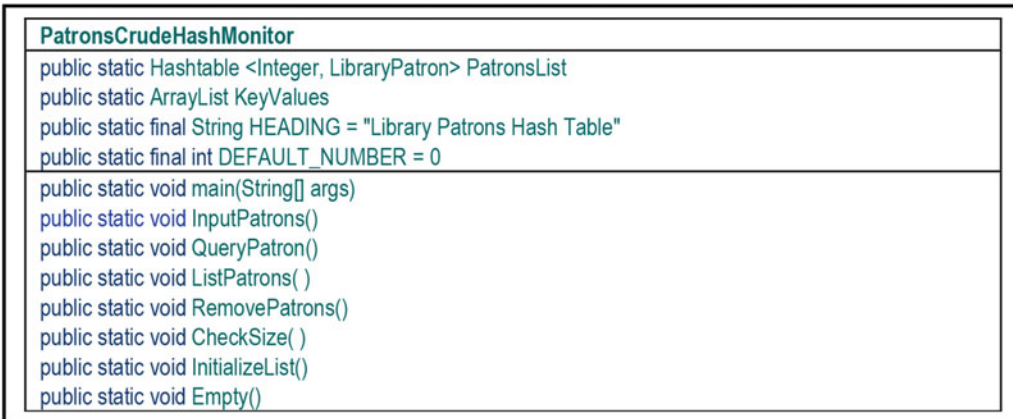 PatronsCrudeHashMonitor
public static Hashtable <Integer, LibraryPatron> PatronsList
public static ArrayList KeyValues
public static final String HEADING = "Library Patrons Hash Table"
public static final int DEFAULT_NUMBER = 0
public static void main(String[] args)
public static void InputPatrons()
public static void QueryPatron()
public static void ListPatrons( )
public static void RemovePatrons()
public static void CheckSize( )
public static void InitializeList()
public static void Empty()